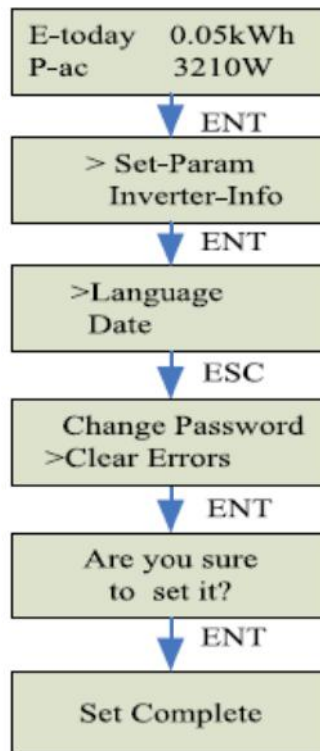 E-today 0.05kWh
P-ac 3210W
ENT
> Set-Param
Inverter-Info
ENT
>Language
Date
ESC
Change Password
>Clear Errors
ENT
Are you sure
to set it?
ENT
Set Complete